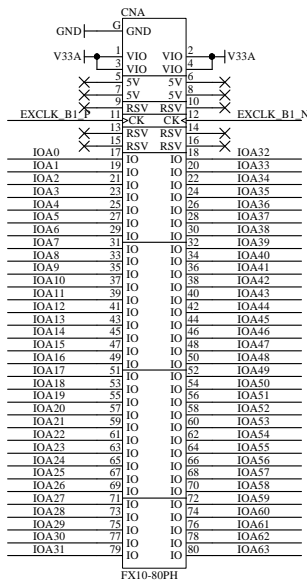 CNA
GND G GND
V33A 1 VIO VIO 2 V33A
3 VIO VIO 4
5 5V 5V 6
7 5V 5V 8
9 RSV RSV 10
EXCLK_B1_P 11 CK CK 12 EXCLK_B1_N
13 RSV RSV 14
15 RSV RSV 16
IOA0 17 IO IO 18 IOA32
IOA1 19 IO IO 20 IOA33
IOA2 21 IO IO 22 IOA34
IOA3 23 IO IO 24 IOA35
IOA4 25 IO IO 26 IOA36
IOA5 27 IO IO 28 IOA37
IOA6 29 IO IO 30 IOA38
IOA7 31 IO IO 32 IOA39
IOA8 33 IO IO 34 IOA40
IOA9 35 IO IO 36 IOA41
IOA10 37 IO IO 38 IOA42
IOA11 39 IO IO 40 IOA43
IOA12 41 IO IO 42 IOA44
IOA13 43 IO IO 44 IOA45
IOA14 45 IO IO 46 IOA46
IOA15 47 IO IO 48 IOA47
IOA16 49 IO IO 50 IOA48
IOA17 51 IO IO 52 IOA49
IOA18 53 IO IO 54 IOA50
IOA19 55 IO IO 56 IOA51
IOA20 57 IO IO 58 IOA52
IOA21 59 IO IO 60 IOA53
IOA22 61 IO IO 62 IOA54
IOA23 63 IO IO 64 IOA55
IOA24 65 IO IO 66 IOA56
IOA25 67 IO IO 68 IOA57
IOA26 69 IO IO 70 IOA58
IOA27 71 IO IO 72 IOA59
IOA28 73 IO IO 74 IOA60
IOA29 75 IO IO 76 IOA61
IOA30 77 IO IO 78 IOA62
IOA31 79 IO IO 80 IOA63
FX10-80PH